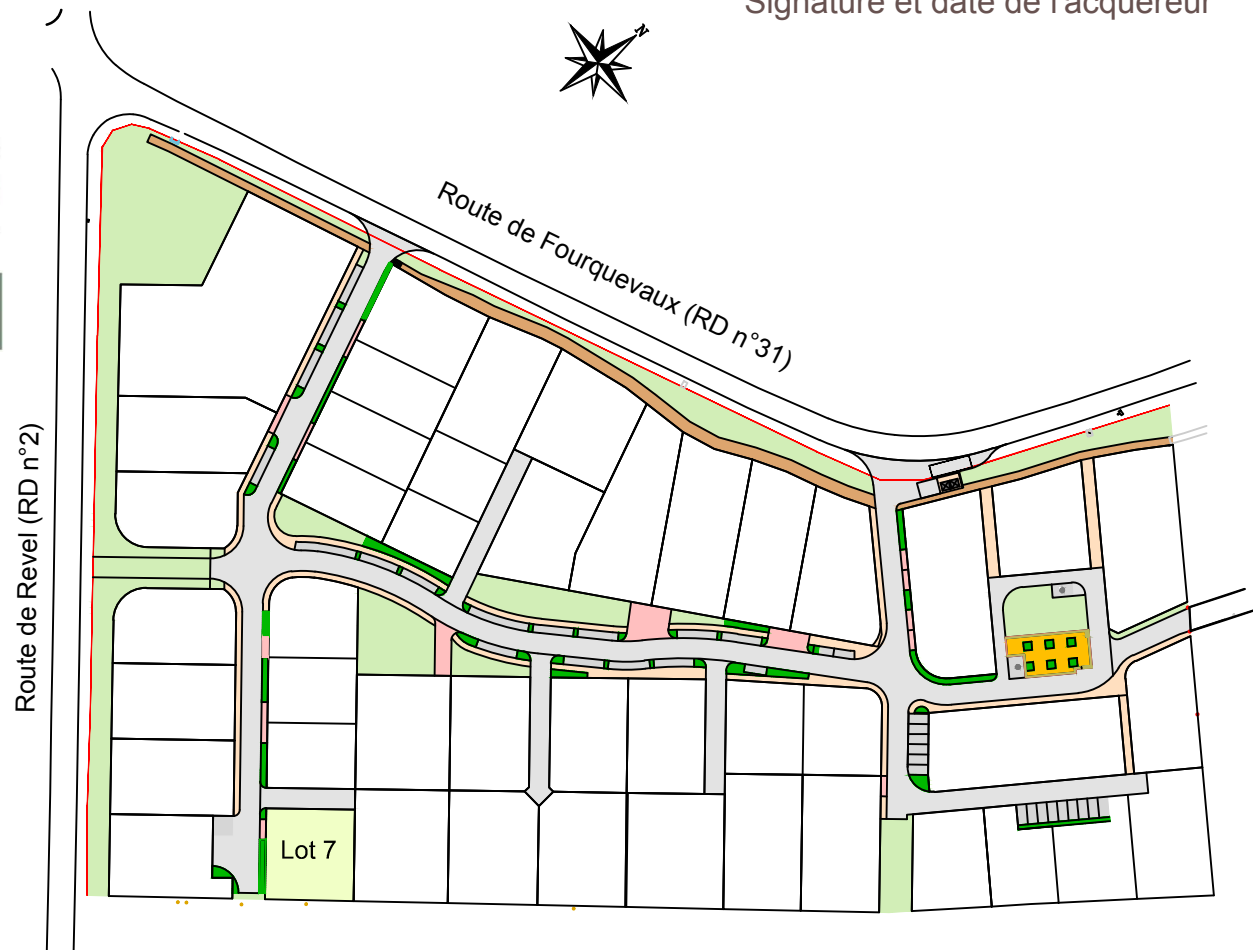 Signature et date de l'acquéreur
N
Route de Fourquevaux (RD n°31)
Route de Revel (RD n°2)
Lot 7